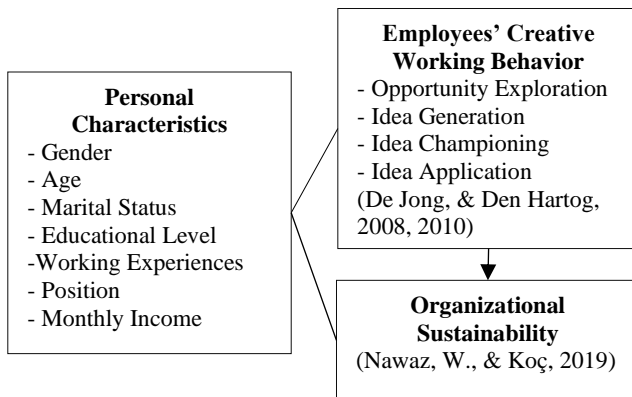 Personal
Characteristics
- Gender
- Age
- Marital Status
- Educational Level
-Working Experiences
- Position
- Monthly Income
Employees’ Creative
Working Behavior
- Opportunity Exploration
- Idea Generation
- Idea Championing
- Idea Application
(De Jong, & Den Hartog,
2008, 2010)
Organizational
Sustainability
(Nawaz, W., & Koç, 2019)